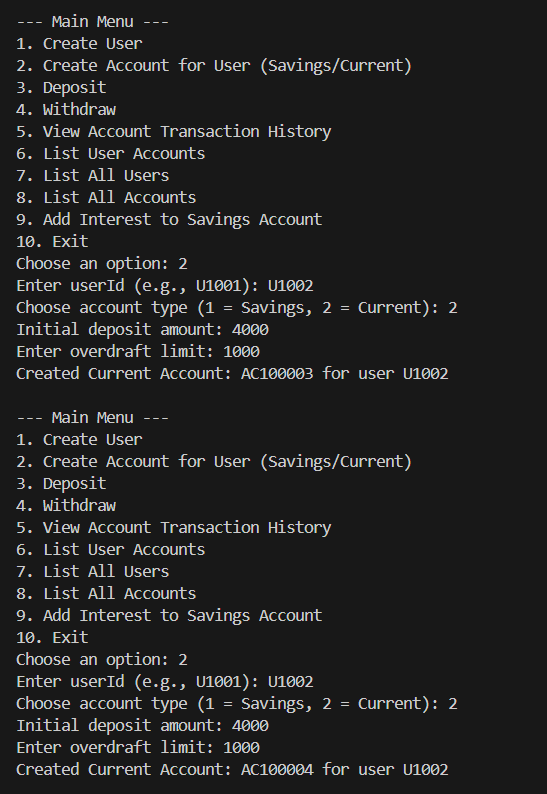 --- Main Menu ---
1. Create User
2. Create Account for User (Savings/Current)
3. Deposit
4. Withdraw
5. View Account Transaction History
6. List User Accounts
7. List All Users
8. List All Accounts
9. Add Interest to Savings Account
10. Exit
Choose an option: 2
Enter userId (e.g., U1001): U1002
Choose account type (1 = Savings, 2 = Current): 2
Initial deposit amount: 4000
Enter overdraft limit: 1000
Created Current Account: AC100003 for user U1002

--- Main Menu ---
1. Create User
2. Create Account for User (Savings/Current)
3. Deposit
4. Withdraw
5. View Account Transaction History
6. List User Accounts
7. List All Users
8. List All Accounts
9. Add Interest to Savings Account
10. Exit
Choose an option: 2
Enter userId (e.g., U1001): U1002
Choose account type (1 = Savings, 2 = Current): 2
Initial deposit amount: 4000
Enter overdraft limit: 1000
Created Current Account: AC100004 for user U1002